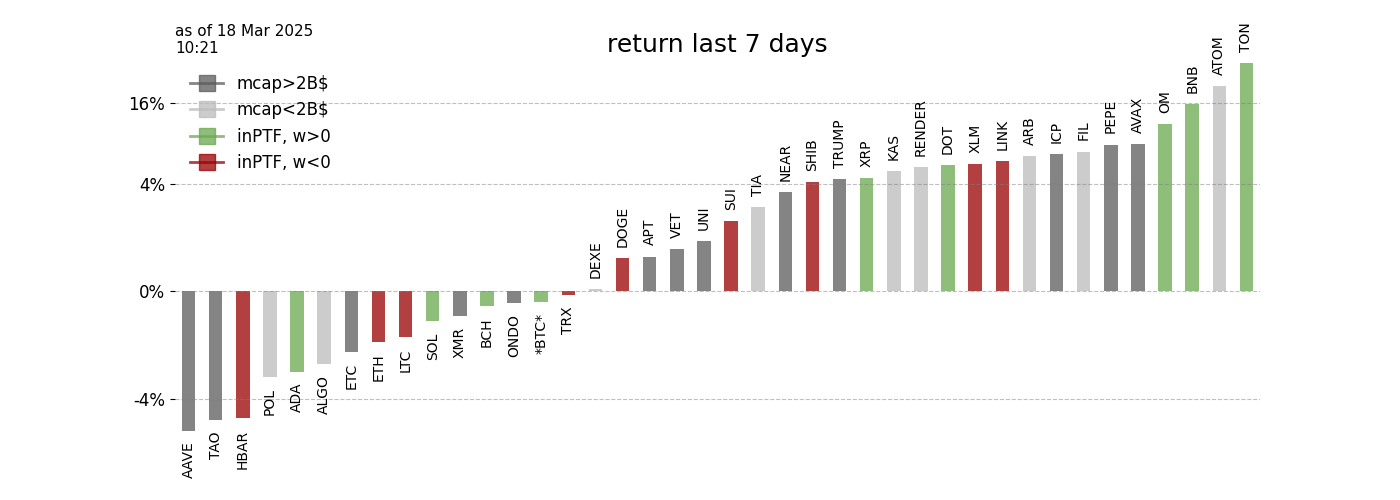 as of 18 Mar 2025
10:21
return last 7 days
mcap>2B$
mcap<2B$
inPTF, w>0
inPTF, w<0
16%
4%
0%
-4%
AAVE
TAO
HBAR
POL
ADA
ALGO
ETC
ETH
LTC
SOL
XMR
BCH
ONDO
*BTC*
TRX
DEXE
DOGE
APT
VET
UNI
SUI
TIA
NEAR
SHIB
TRUMP
XRP
KAS
RENDER
DOT
XLM
LINK
ARB
ICP
FIL
PEPE
AVAX
OM
BNB
ATOM
TON